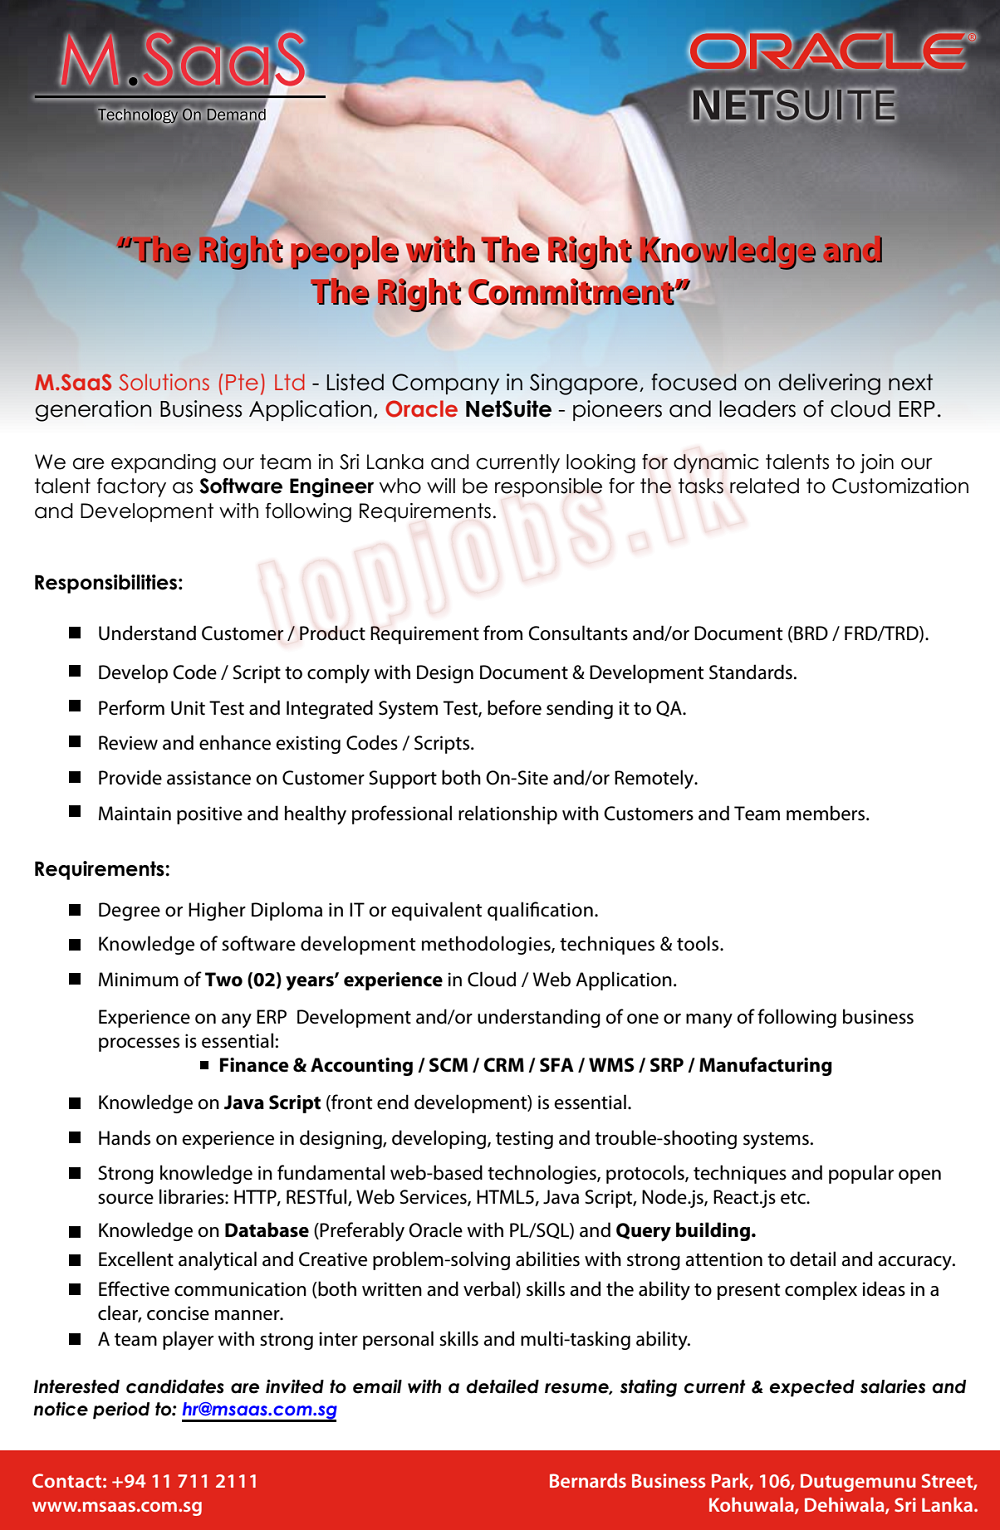 M.SaaS
Technology On Demand
ORACLE®
NETSUITE
“The Right people with The Right Knowledge and
The Right Commitment”
M.SaaS Solutions (Pte) Ltd - Listed Company in Singapore, focused on delivering next
generation Business Application, Oracle NetSuite - pioneers and leaders of cloud ERP.
We are expanding our team in Sri Lanka and currently looking for dynamic talents to join our
talent factory as Software Engineer who will be responsible for the tasks related to Customization
and Development with following Requirements.
topjobs.lk
Responsibilities:
■ Understand Customer / Product Requirement from Consultants and/or Document (BRD / FRD/TRD).
■ Develop Code / Script to comply with Design Document & Development Standards.
■ Perform Unit Test and Integrated System Test, before sending it to QA.
■ Review and enhance existing Codes / Scripts.
■ Provide assistance on Customer Support both On-Site and/or Remotely.
■ Maintain positive and healthy professional relationship with Customers and Team members.
Requirements:
■ Degree or Higher Diploma in IT or equivalent qualification.
■ Knowledge of software development methodologies, techniques & tools.
■ Minimum of Two (02) years’ experience in Cloud / Web Application.
Experience on any ERP  Development and/or understanding of one or many of following business
processes is essential:
■ Finance & Accounting / SCM / CRM / SFA / WMS / SRP / Manufacturing
■ Knowledge on Java Script (front end development) is essential.
■ Hands on experience in designing, developing, testing and trouble-shooting systems.
■ Strong knowledge in fundamental web-based technologies, protocols, techniques and popular open
source libraries: HTTP, RESTful, Web Services, HTML5, Java Script, Node.js, React.js etc.
■ Knowledge on Database (Preferably Oracle with PL/SQL) and Query building.
■ Excellent analytical and Creative problem-solving abilities with strong attention to detail and accuracy.
■ Effective communication (both written and verbal) skills and the ability to present complex ideas in a
clear, concise manner.
■ A team player with strong inter personal skills and multi-tasking ability.
Interested candidates are invited to email with a detailed resume, stating current & expected salaries and
notice period to: hr@msaas.com.sg
Contact: +94 11 711 2111
www.msaas.com.sg
Bernards Business Park, 106, Dutugemunu Street,
Kohuwala, Dehiwala, Sri Lanka.